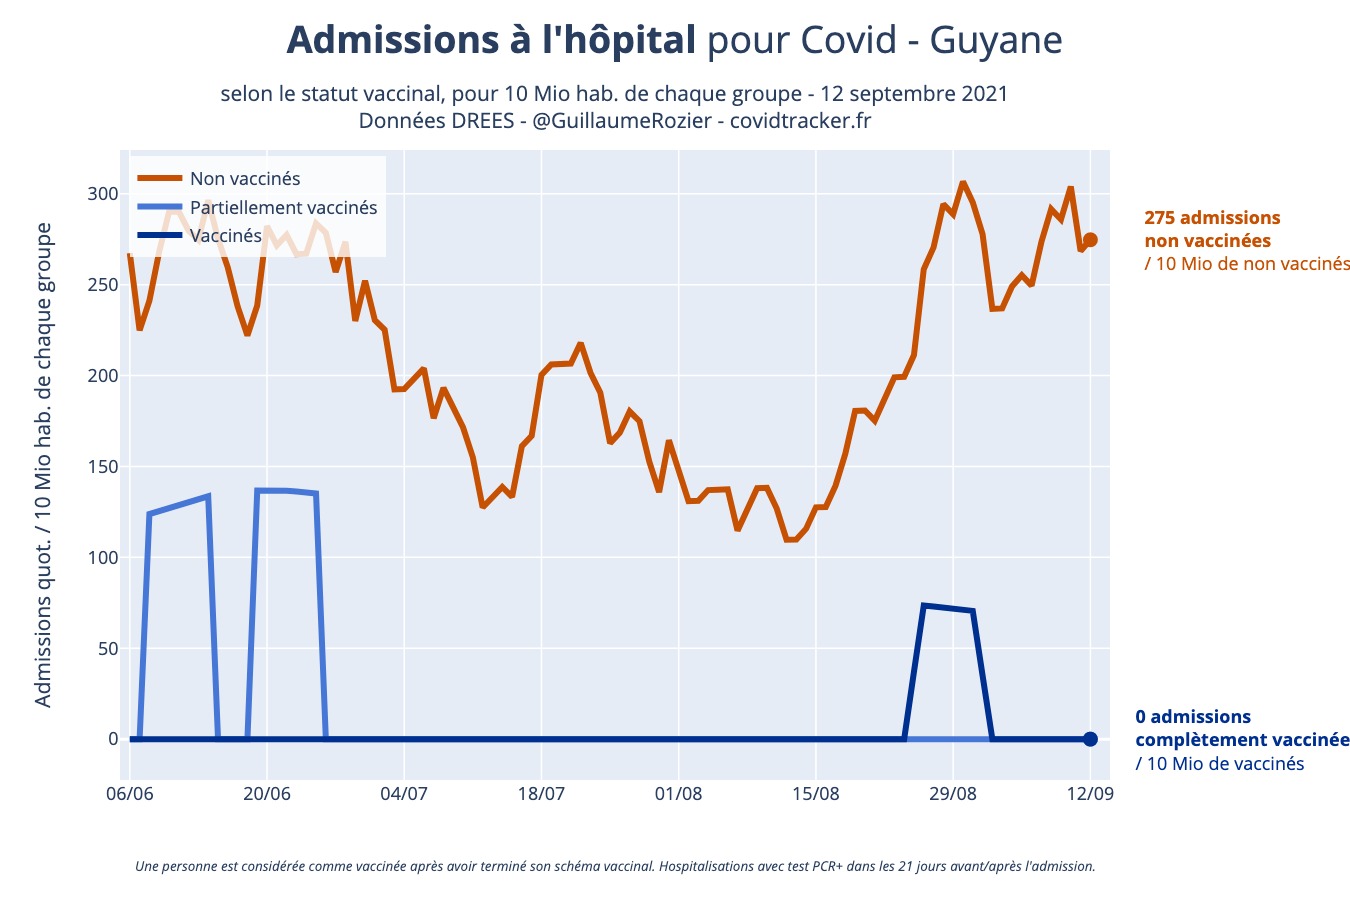 Admissions à l'hôpital pour Covid - Guyane
selon le statut vaccinal, pour 10 Mio hab. de chaque groupe - 12 septembre 2021
Données DREES - @GuillaumeRozier - covidtracker.fr
Non vaccinés
Partiellement vaccinés
Vaccinés
Admissions quot. / 10 Mio hab. de chaque groupe
300
250
200
150
100
50
0
06/06
20/06
04/07
18/07
01/08
15/08
29/08
12/09
275 admissions
non vaccinées
/ 10 Mio de non vaccinés
0 admissions
complètement vaccinée
/ 10 Mio de vaccinés
Une personne est considérée comme vaccinée après avoir terminé son schéma vaccinal. Hospitalisations avec test PCR+ dans les 21 jours avant/après l'admission.